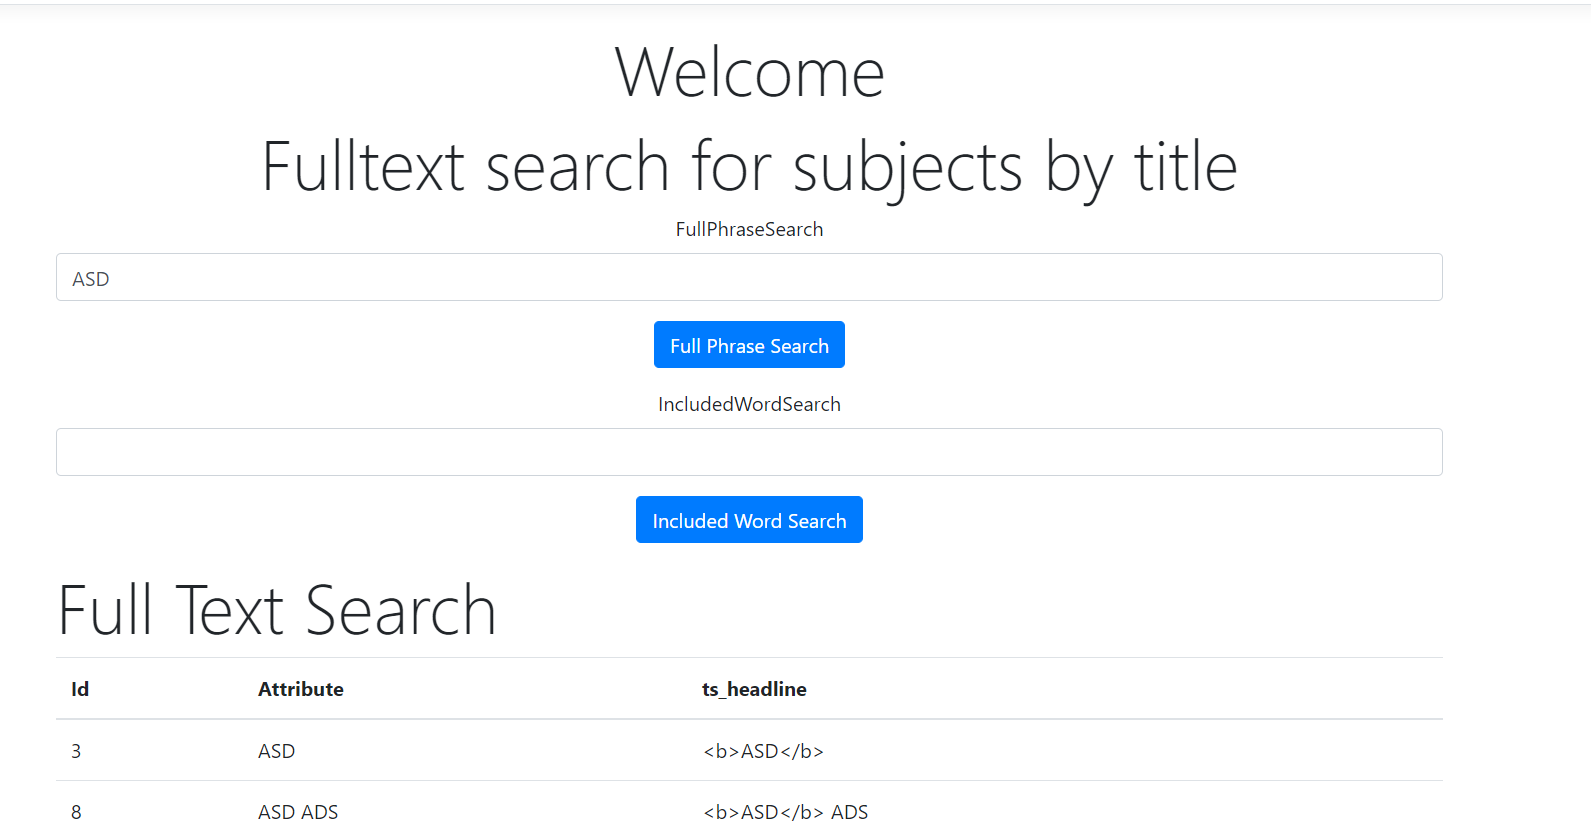 Welcome
Fulltext search for subjects by title
FullPhraseSearch
ASD
Full Phrase Search
IncludedWordSearch
Included Word Search
Full Text Search
Id Attribute ts_headline
3 ASD <b>ASD</b>
8 ASD ADS <b>ASD</b> ADS